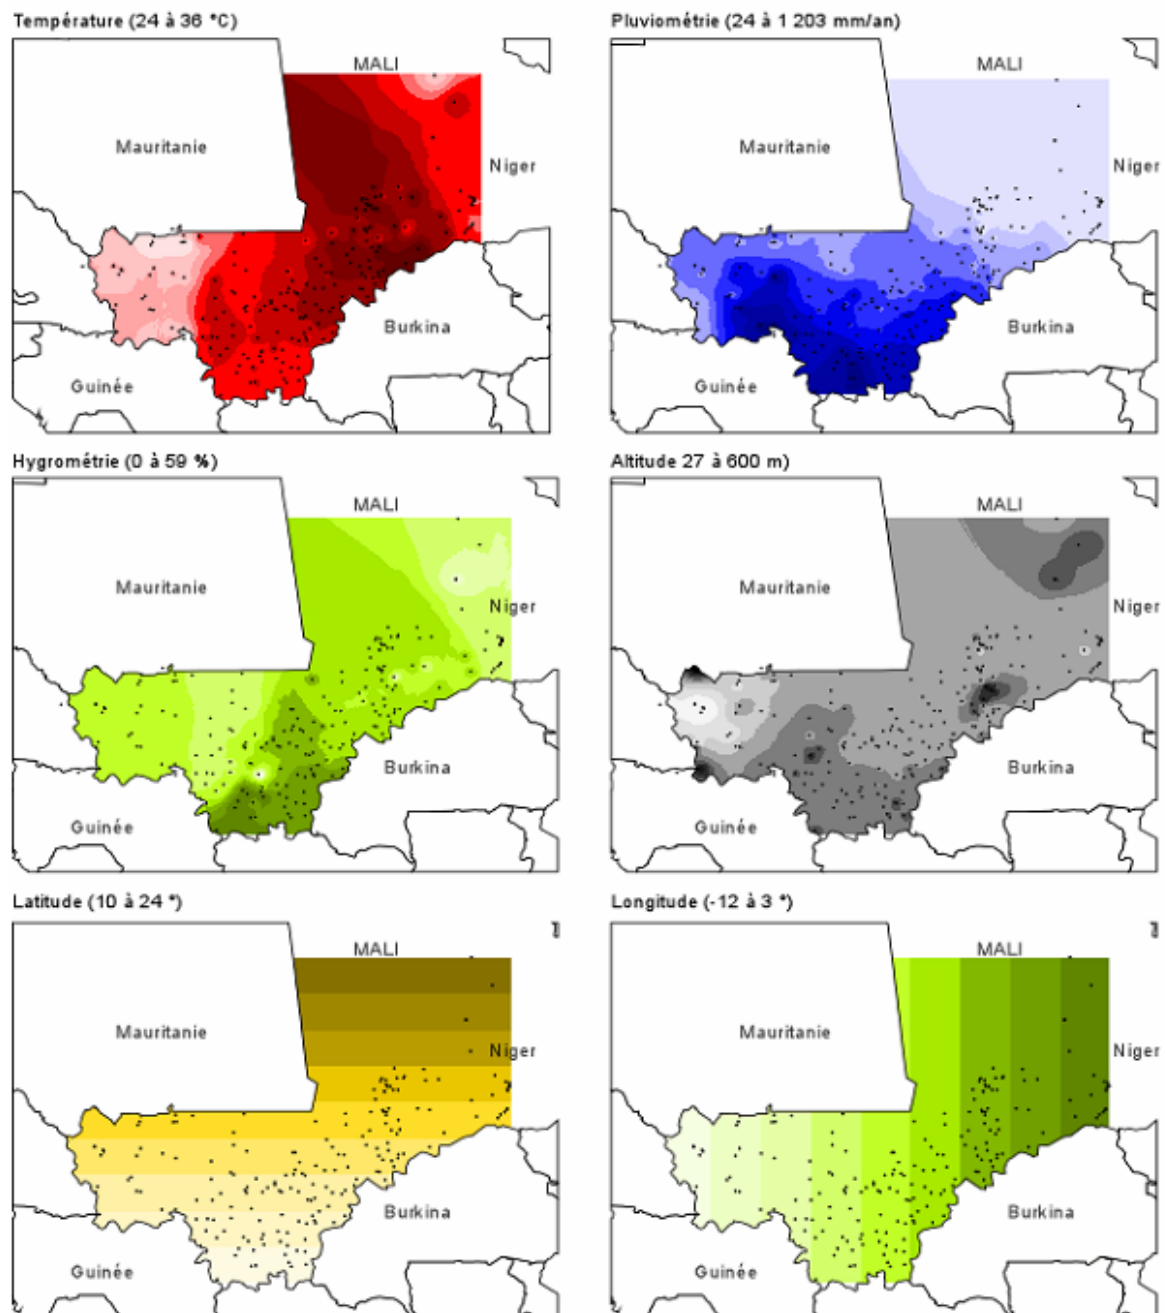 Température (24 à 36 °C)
Pluviométrie (24 à 1 203 mm/an)
MALI
MALI
Mauritanie
Mauritanie
Niger
Niger
Burkina
Burkina
Guinée
Guinée
Hygrométrie (0 à 59 %)
Altitude 27 à 600 m)
MALI
MALI
Mauritanie
Mauritanie
Niger
Niger
Burkina
Burkina
Guinée
Guinée
Latitude (10 à 24 °)
Longitude (-12 à 3 °)
MALI
MALI
Mauritanie
Mauritanie
Niger
Niger
Burkina
Burkina
Guinée
Guinée